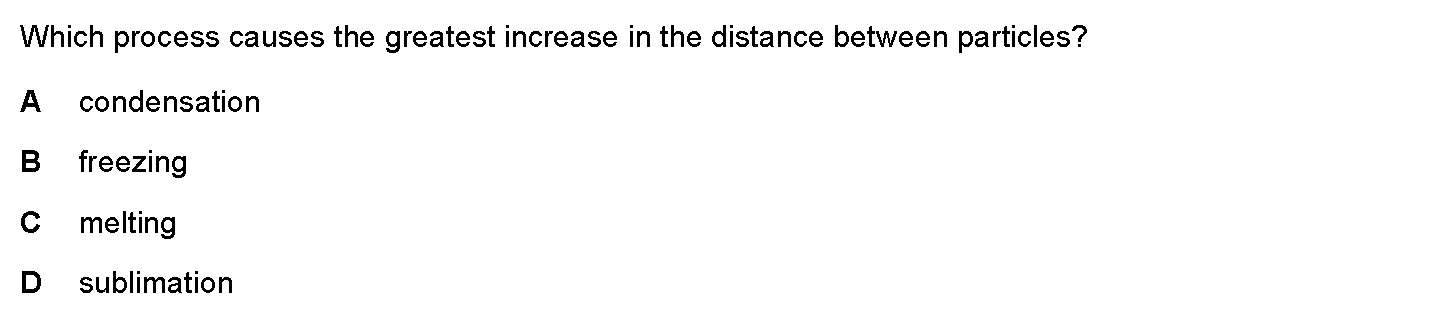 Which process causes the greatest increase in the distance between particles?
A condensation
B freezing
C melting
D sublimation